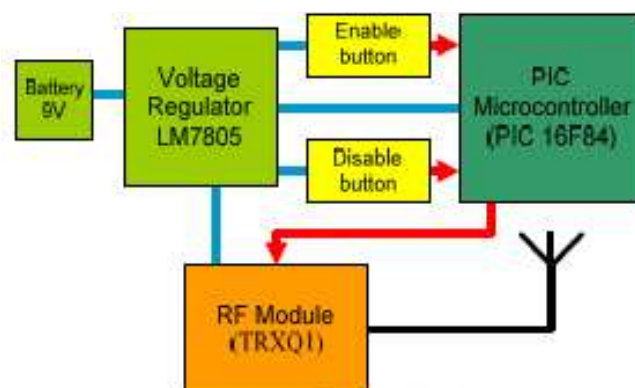 Battery
9V
Voltage
Regulator
LM7805
Enable
button
Disable
button
PIC
Microcontroller
(PIC 16F84)
RF Module
(TRXQ1)